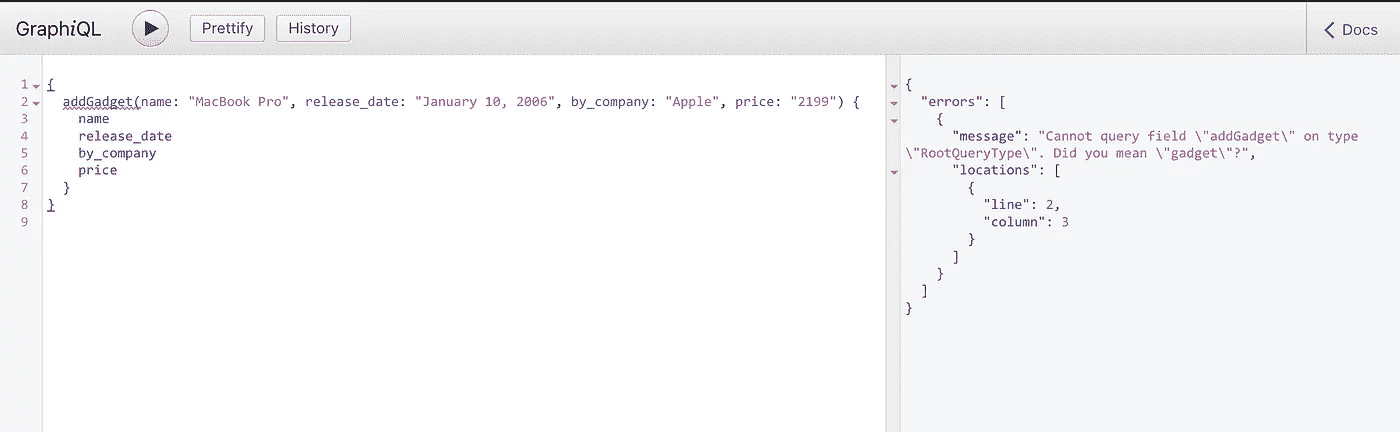 GraphiQL Prettify History Docs
1 {
2 addGadget(name: "MacBook Pro", release_date: "January 10, 2006", by_company: "Apple", price: "2199") {
3 name
4 release_date
5 by_company
6 price
7 }
8 }
9
{
"errors": [
{
"message": "Cannot query field \"addGadget\" on type
\"RootQueryType\". Did you mean \"gadget\"?",
"locations": [
{
"line": 2,
"column": 3
}
]
}
]
}